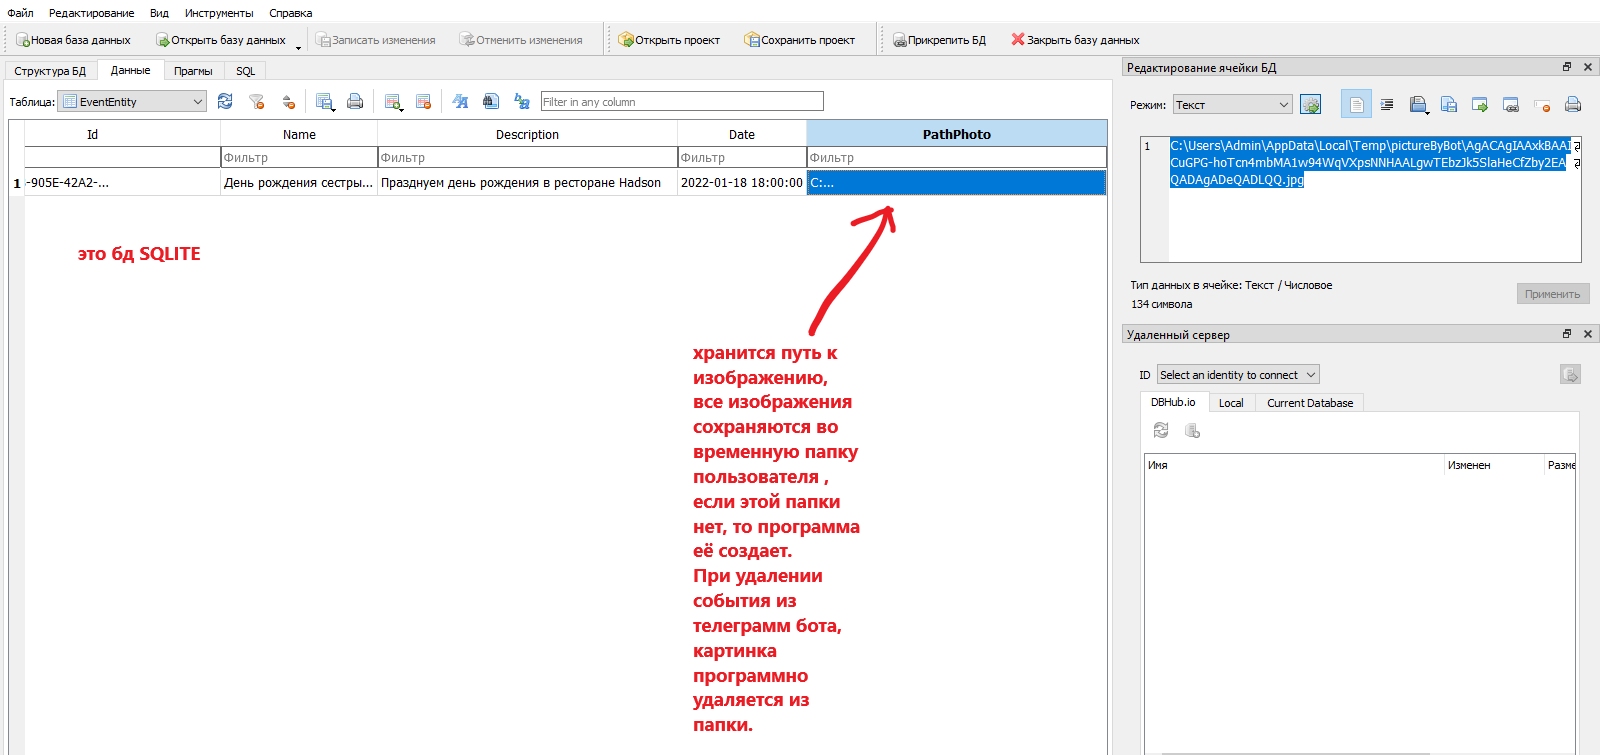 Файл Редактирование Вид Инструменты Справка
Новая база данных Открыть базу данных Записать изменения Отменить изменения Открыть проект Сохранить проект Прикрепить БД Закрыть базу данных
Структура БД Данные Прагмы SQL
Таблица: EventEntity Filter in any column
Id Name Description Date PathPhoto
Фильтр Фильтр Фильтр Фильтр
1 -905E-42A2-... День рождения сестры... Празднуем день рождения в ресторане Hadson 2022-01-18 18:00:00 C:...
это бд SQLITE
хранится путь к
изображению,
все изображения
сохраняются во
временную папку
пользователя ,
если этой папки
нет, то программа
её создает.
При удалении
события из
телеграмм бота,
картинка
программно
удаляется из
папки.
Редактирование ячейки БД
Режим: Текст
1 C:\Users\Admin\AppData\Local\Temp\pictureByBot\AgACAgIAAxkBAAI
CuGPG-hoTcn4mbMA1w94WqVXpsNNHAALgwTEbzJk5SlaHeCfZby2EA
QADAgADeQADLQQ.jpg
Тип данных в ячейке: Текст / Числовое
134 символа
Применить
Удаленный сервер
ID Select an identity to connect
DBHub.io Local Current Database
Имя Изменен Разме